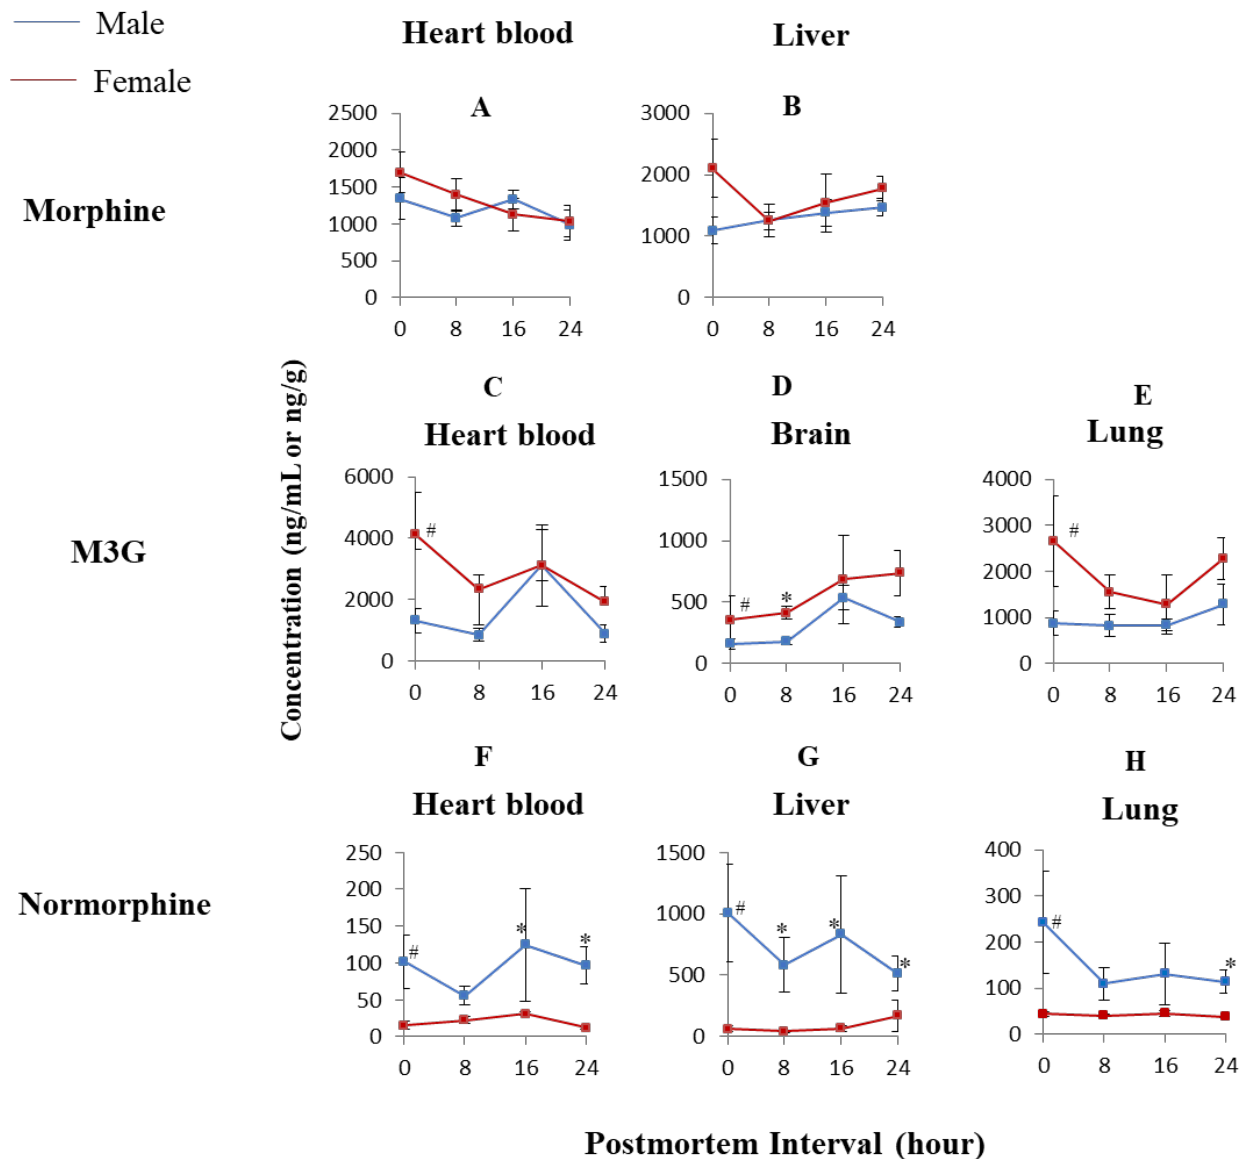 Male
Female
Heart blood
Liver
Morphine
A
2500
2000
1500
1000
500
0
0 8 16 24
B
3000
2000
1000
0
0 8 16 24
Concentration (ng/mL or ng/g)
M3G
C
Heart blood
6000
4000
2000
0
#
0 8 16 24
D
Brain
1500
1000
500
0
# *
0 8 16 24
E
Lung
4000
3000
2000
1000
0
#
0 8 16 24
Normorphine
F
Heart blood
250
200
150
100
50
0
# * *
0 8 16 24
G
Liver
1500
1000
500
0
# * * *
0 8 16 24
H
Lung
400
300
200
100
0
# *
0 8 16 24
Postmortem Interval (hour)